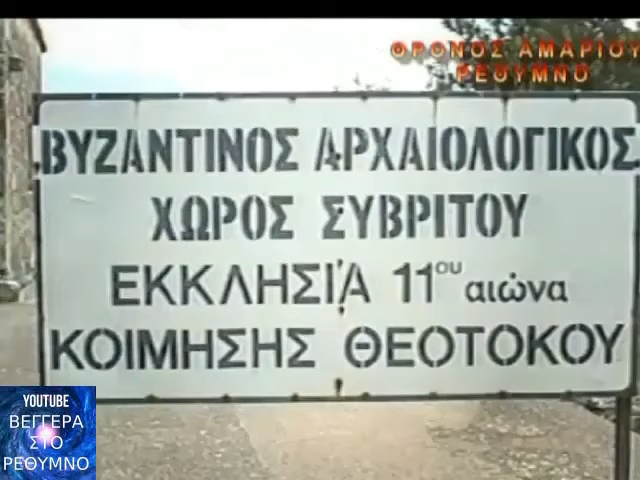 ΘΡΟΝΟΣ ΑΜΑΡΙΟΥ
ΡΕΘΥΜΝΟ
ΒΥΖΑΝΤΙΝΟΣ ΑΡΧΑΙΟΛΟΓΙΚΟΣ
ΧΩΡΟΣ ΣΥΒΡΙΤΟΥ
ΕΚΚΛΗΣΙΑ 11ου αιώνα
ΚΟΙΜΗΣΗΣ ΘΕΟΤΟΚΟΥ
YOUTUBE
ΒΕΓΓΕΡΑ
ΣΤΟ
ΡΕΘΥΜΝΟ